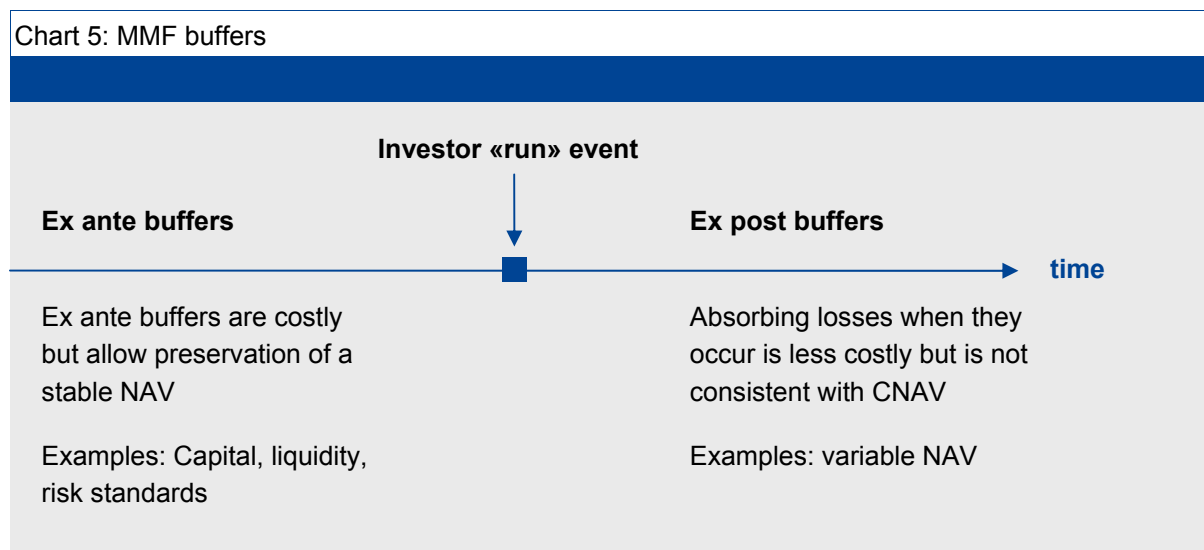 Chart 5: MMF buffers
Investor «run» event
Ex ante buffers
Ex post buffers
time
Ex ante buffers are costly
but allow preservation of a
stable NAV
Examples: Capital, liquidity,
risk standards
Absorbing losses when they
occur is less costly but is not
consistent with CNAV
Examples: variable NAV